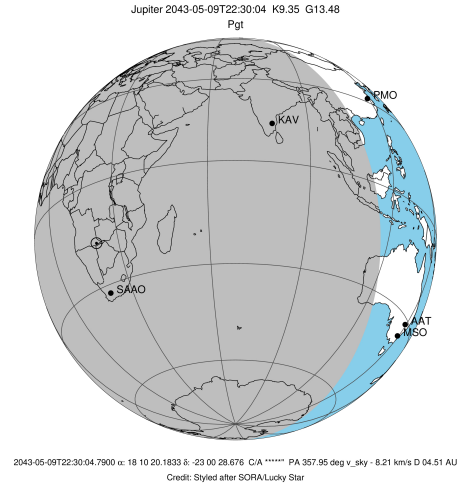 Jupiter 2043-05-09T22:30:04 K9.35 G13.48
Pgt
PMO
KAV
SAAO
AAT
MSO
2043-05-09T22:30:04.7900 α: 18 10 20.1833 δ: -23 00 28.676 C/A *****" PA 357.95 deg v_sky - 8.21 km/s D 04.51 AU
Credit: Styled after SORA/Lucky Star